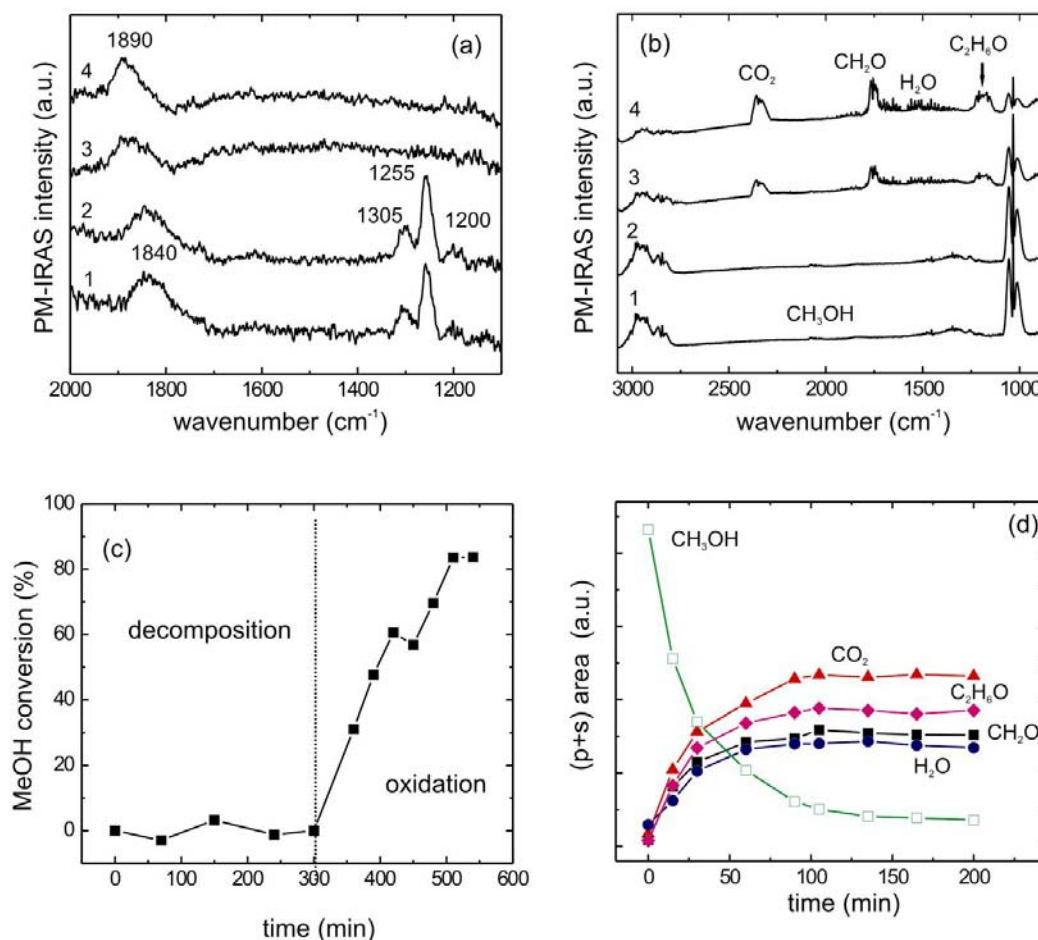 (a)
1890
4
3
1255
2
1305
1200
1840
1
PM-IRAS intensity (a.u.)
2000 1800 1600 1400 1200
wavenumber (cm⁻¹)
(b)
C₂H₆O
CH₂O
CO₂
H₂O
4
3
2
1
CH₃OH
PM-IRAS intensity (a.u.)
3000 2500 2000 1500 1000
wavenumber (cm⁻¹)
100
80
60
40
20
0
(c)
decomposition
oxidation
MeOH conversion (%)
0 100 200 300 400 500 600
time (min)
(d)
CH₃OH
CO₂
C₂H₆O
CH₂O
H₂O
(p+s) area (a.u.)
0 50 100 150 200
time (min)